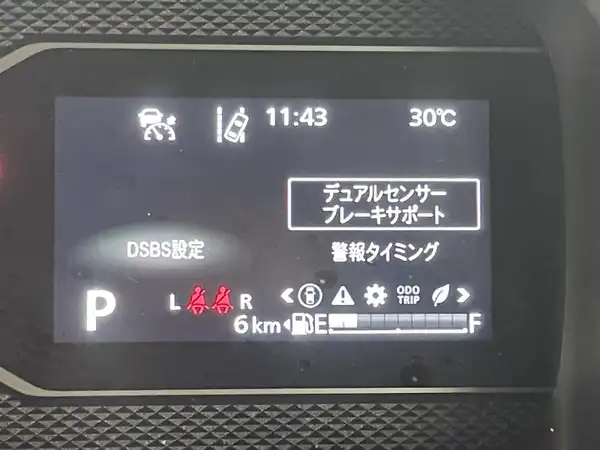 11:43 30℃
デュアルセンサー
ブレーキサポート
DSBS設定 警報タイミング
P L R ODO
TRIP
6km E F